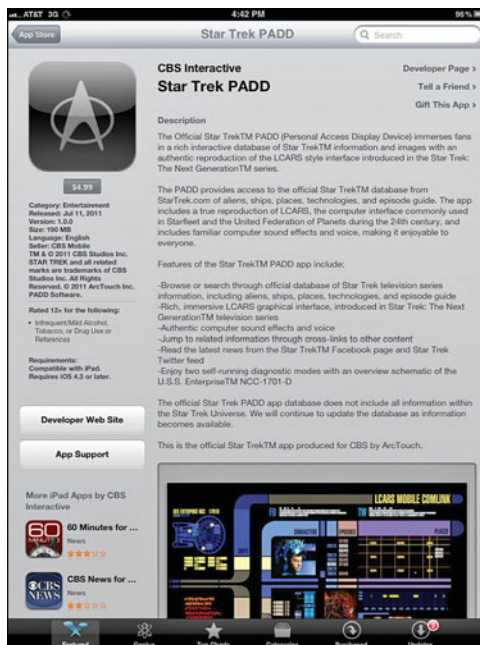 AT&T 3G
4:42 PM
96%
App Store
Star Trek PADD
Search
CBS Interactive
Star Trek PADD
Developer Page >
Tell a Friend >
Gift This App >
Description
The Official Star TrekTM PADD (Personal Access Display Device) immerses fans
in a rich interactive database of Star TrekTM information and images with an
authentic reproduction of the LCARS style interface introduced in the Star Trek:
The Next GenerationTM series.
The PADD provides access to the official Star TrekTM database from
StarTrek.com of aliens, ships, places, technologies, and episode guide. The app
includes a true reproduction of LCARS, the computer interface commonly used
in Starfleet and the United Federation of Planets during the 24th century, and
includes familiar computer sound effects and voice, making it enjoyable to
everyone.
Features of the Star TrekTM PADD app include:
-Browse or search through official database of Star Trek television series
information, including aliens, ships, places, technologies, and episode guide
-Rich, immersive LCARS graphical interface, introduced in Star Trek: The Next
GenerationTM television series
-Authentic computer sound effects and voice
-Jump to related information through cross-links to other content
-Read the latest news from the Star TrekTM Facebook page and Star Trek
Twitter feed
-Enjoy two self-running diagnostic modes with an overview schematic of the
U.S.S. EnterpriseTM NCC-1701-D
The official Star Trek PADD app database does not include all information within
the Star Trek Universe. We will continue to update the database as information
becomes available.
This is the official Star TrekTM app produced for CBS by ArcTouch.
$4.99
Category: Entertainment
Released: Jul 11, 2011
Version: 1.0.0
Size: 190 MB
Language: English
Seller: CBS Mobile
TM & © 2011 CBS Studios Inc.
STAR TREK and all related
marks are trademarks of CBS
Studios Inc. All Rights
Reserved. © 2011 ArcTouch Inc.
PADD Software.
Rated 12+ for the following:
• Infrequent/Mild Alcohol,
Tobacco, or Drug Use or
References
Requirements:
Compatible with iPad.
Requires iOS 4.3 or later.
Developer Web Site
App Support
More iPad Apps by CBS
Interactive
60 Minutes for ...
News
CBS News for ...
News
60
MINUTES
CBS
NEWS
LCARS MOBILE COMLINK
USS ENTERPRISE NCC 1701-D
FB
TW
CHARACTERS
EPISODES
PLACES
SHIPS
Featured
Genius
Top Charts
Categories
Purchased
Updates